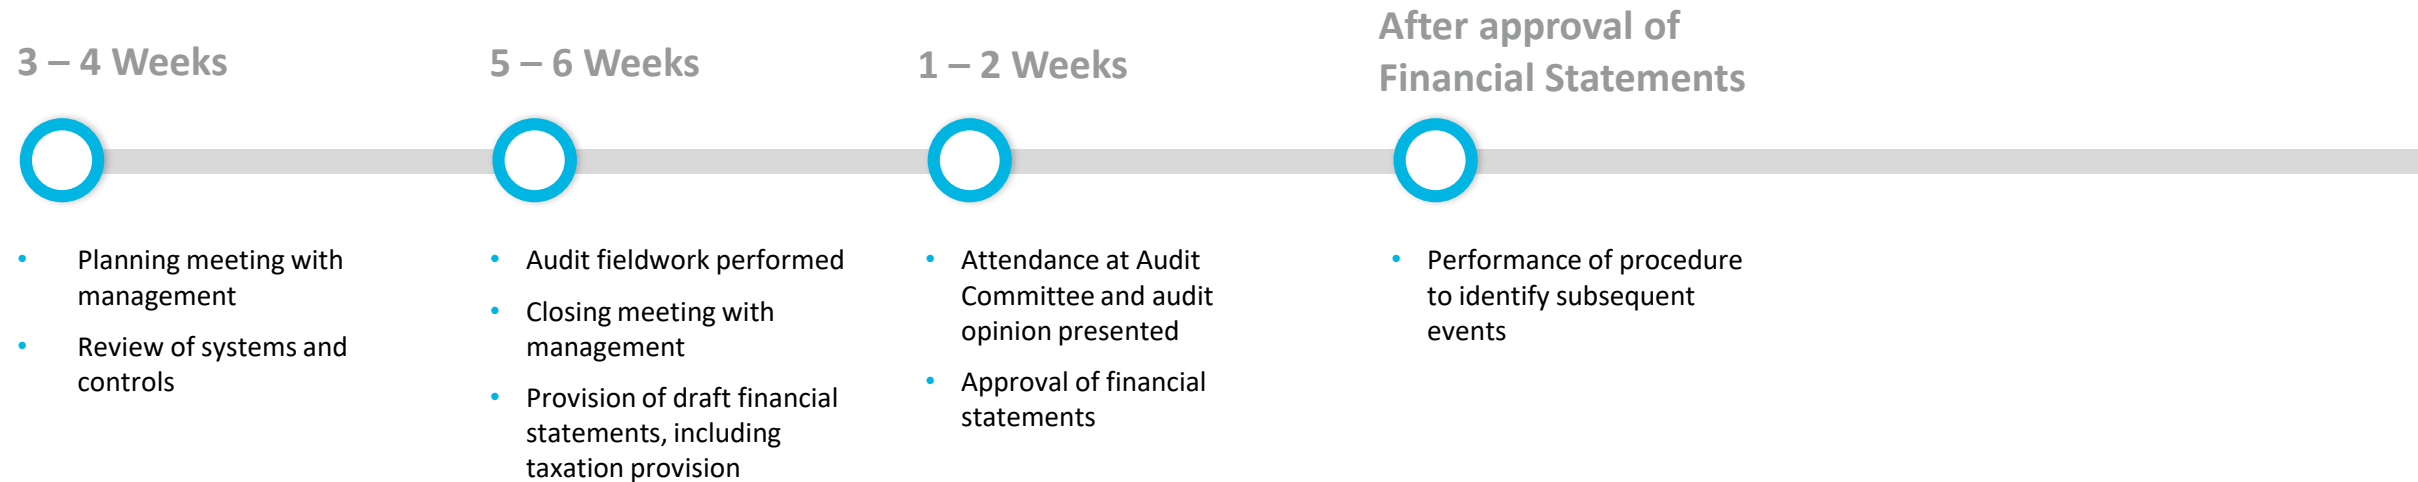 3 – 4 Weeks
• Planning meeting with
management
• Review of systems and
controls
5 – 6 Weeks
• Audit fieldwork performed
• Closing meeting with
management
• Provision of draft financial
statements, including
taxation provision
1 – 2 Weeks
• Attendance at Audit
Committee and audit
opinion presented
• Approval of financial
statements
After approval of
Financial Statements
• Performance of procedure
to identify subsequent
events